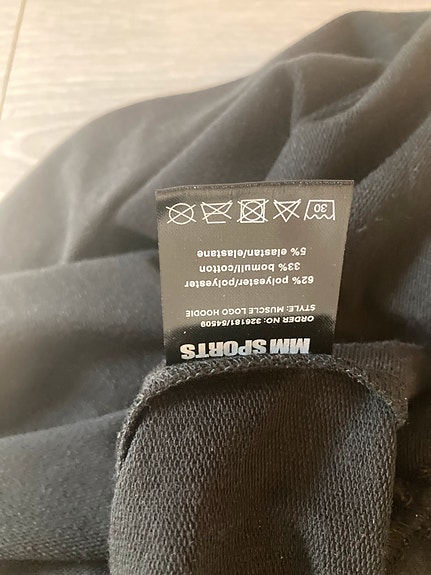 MM SPORTS
ORDER NO: 326181/54509
STYLE: MUSCLE LOGO HOODIE
62% polyester/polyester
33% bomull/cotton
5% elastan/elastane
30